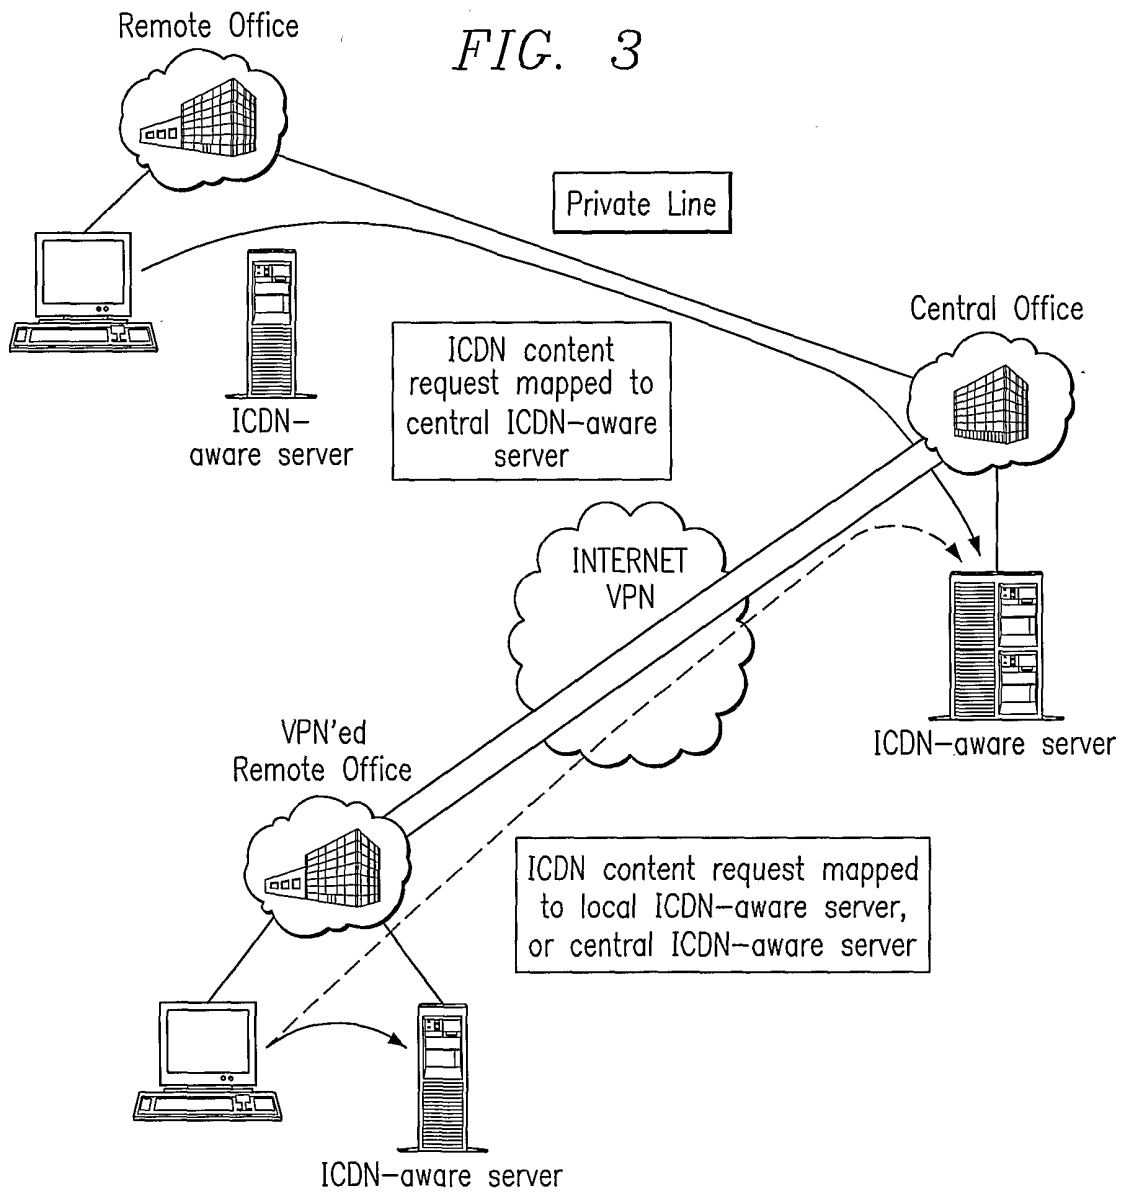 Remote Office
FIG. 3
Private Line
Central Office
ICDN content
request mapped to
central ICDN-aware
server
ICDN-
aware server
INTERNET
VPN
ICDN-aware server
VPN'ed
Remote Office
ICDN content request mapped
to local ICDN-aware server,
or central ICDN-aware server
ICDN-aware server